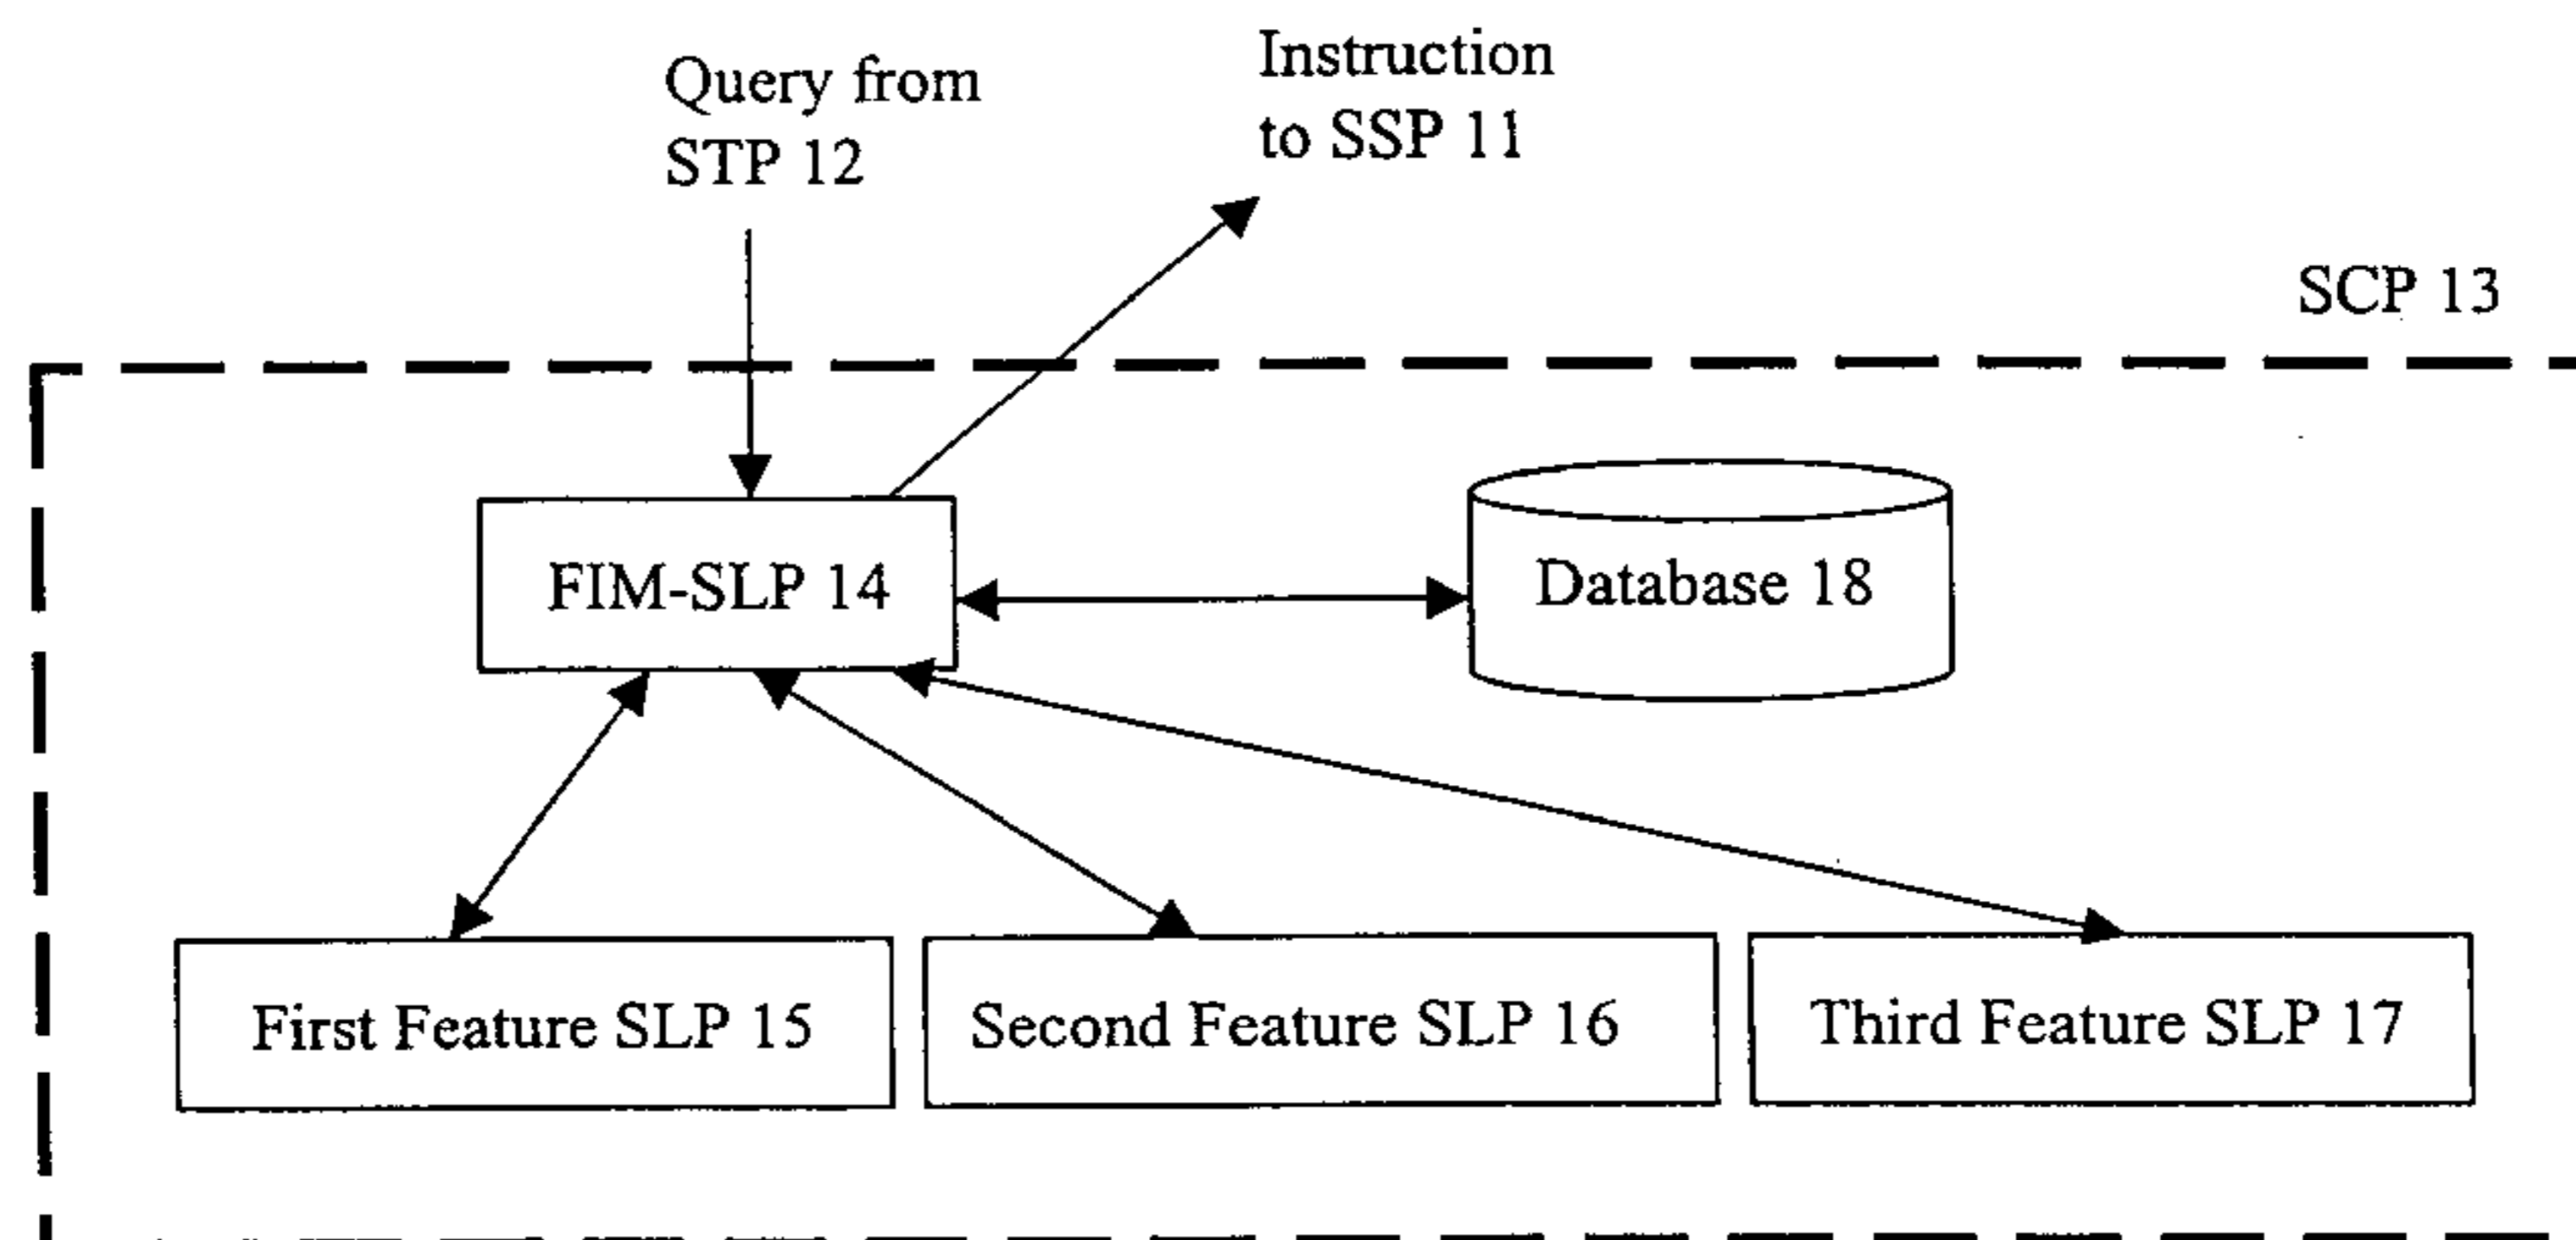 Query from
STP 12
Instruction
to SSP 11
SCP 13
FIM-SLP 14
Database 18
First Feature SLP 15
Second Feature SLP 16
Third Feature SLP 17